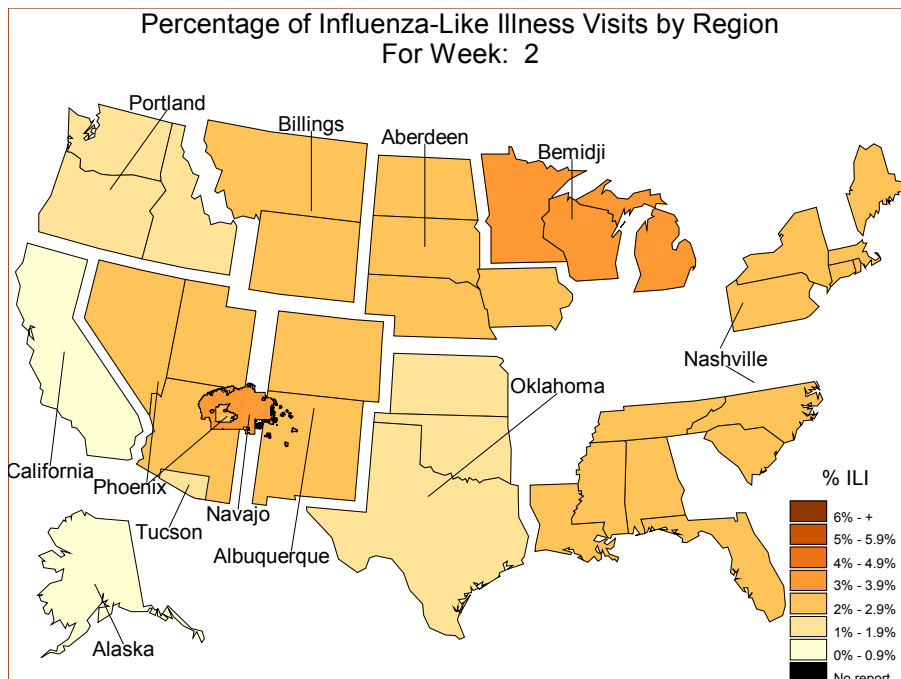 Percentage of Influenza-Like Illness Visits by Region
For Week: 2
Portland
Billings
Aberdeen
Bemidji
Nashville
Oklahoma
California
Phoenix
Navajo
Tucson
Albuquerque
Alaska
% ILI
6% - +
5% - 5.9%
4% - 4.9%
3% - 3.9%
2% - 2.9%
1% - 1.9%
0% - 0.9%
No report